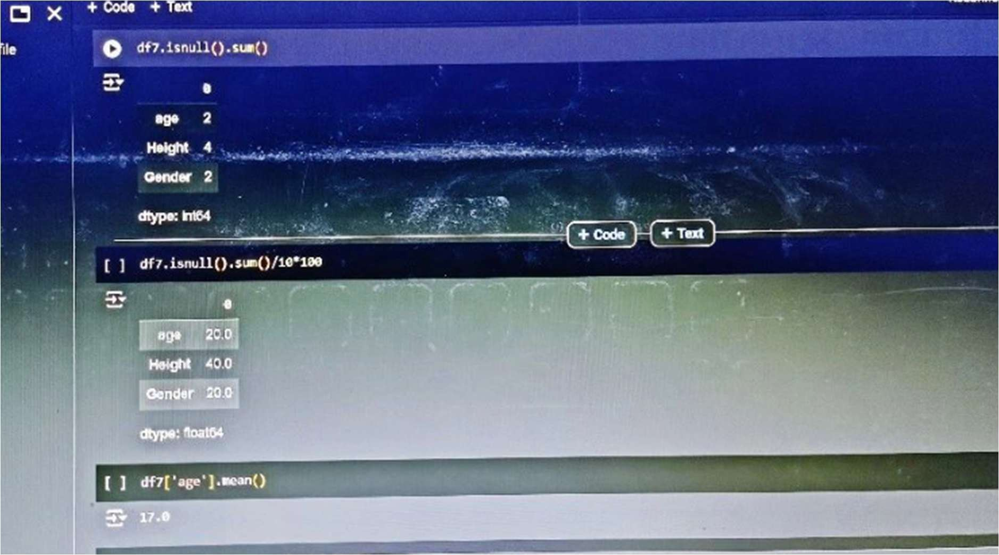 + Code + Text
file
df7.isnull().sum()
0
age 2
Height 4
Gender 2
dtype: int64
+ Code + Text
[ ] df7.isnull().sum()/10*100
0
age 20.0
Height 40.0
Gender 20.0
dtype: float64
[ ] df7['age'].mean()
17.0